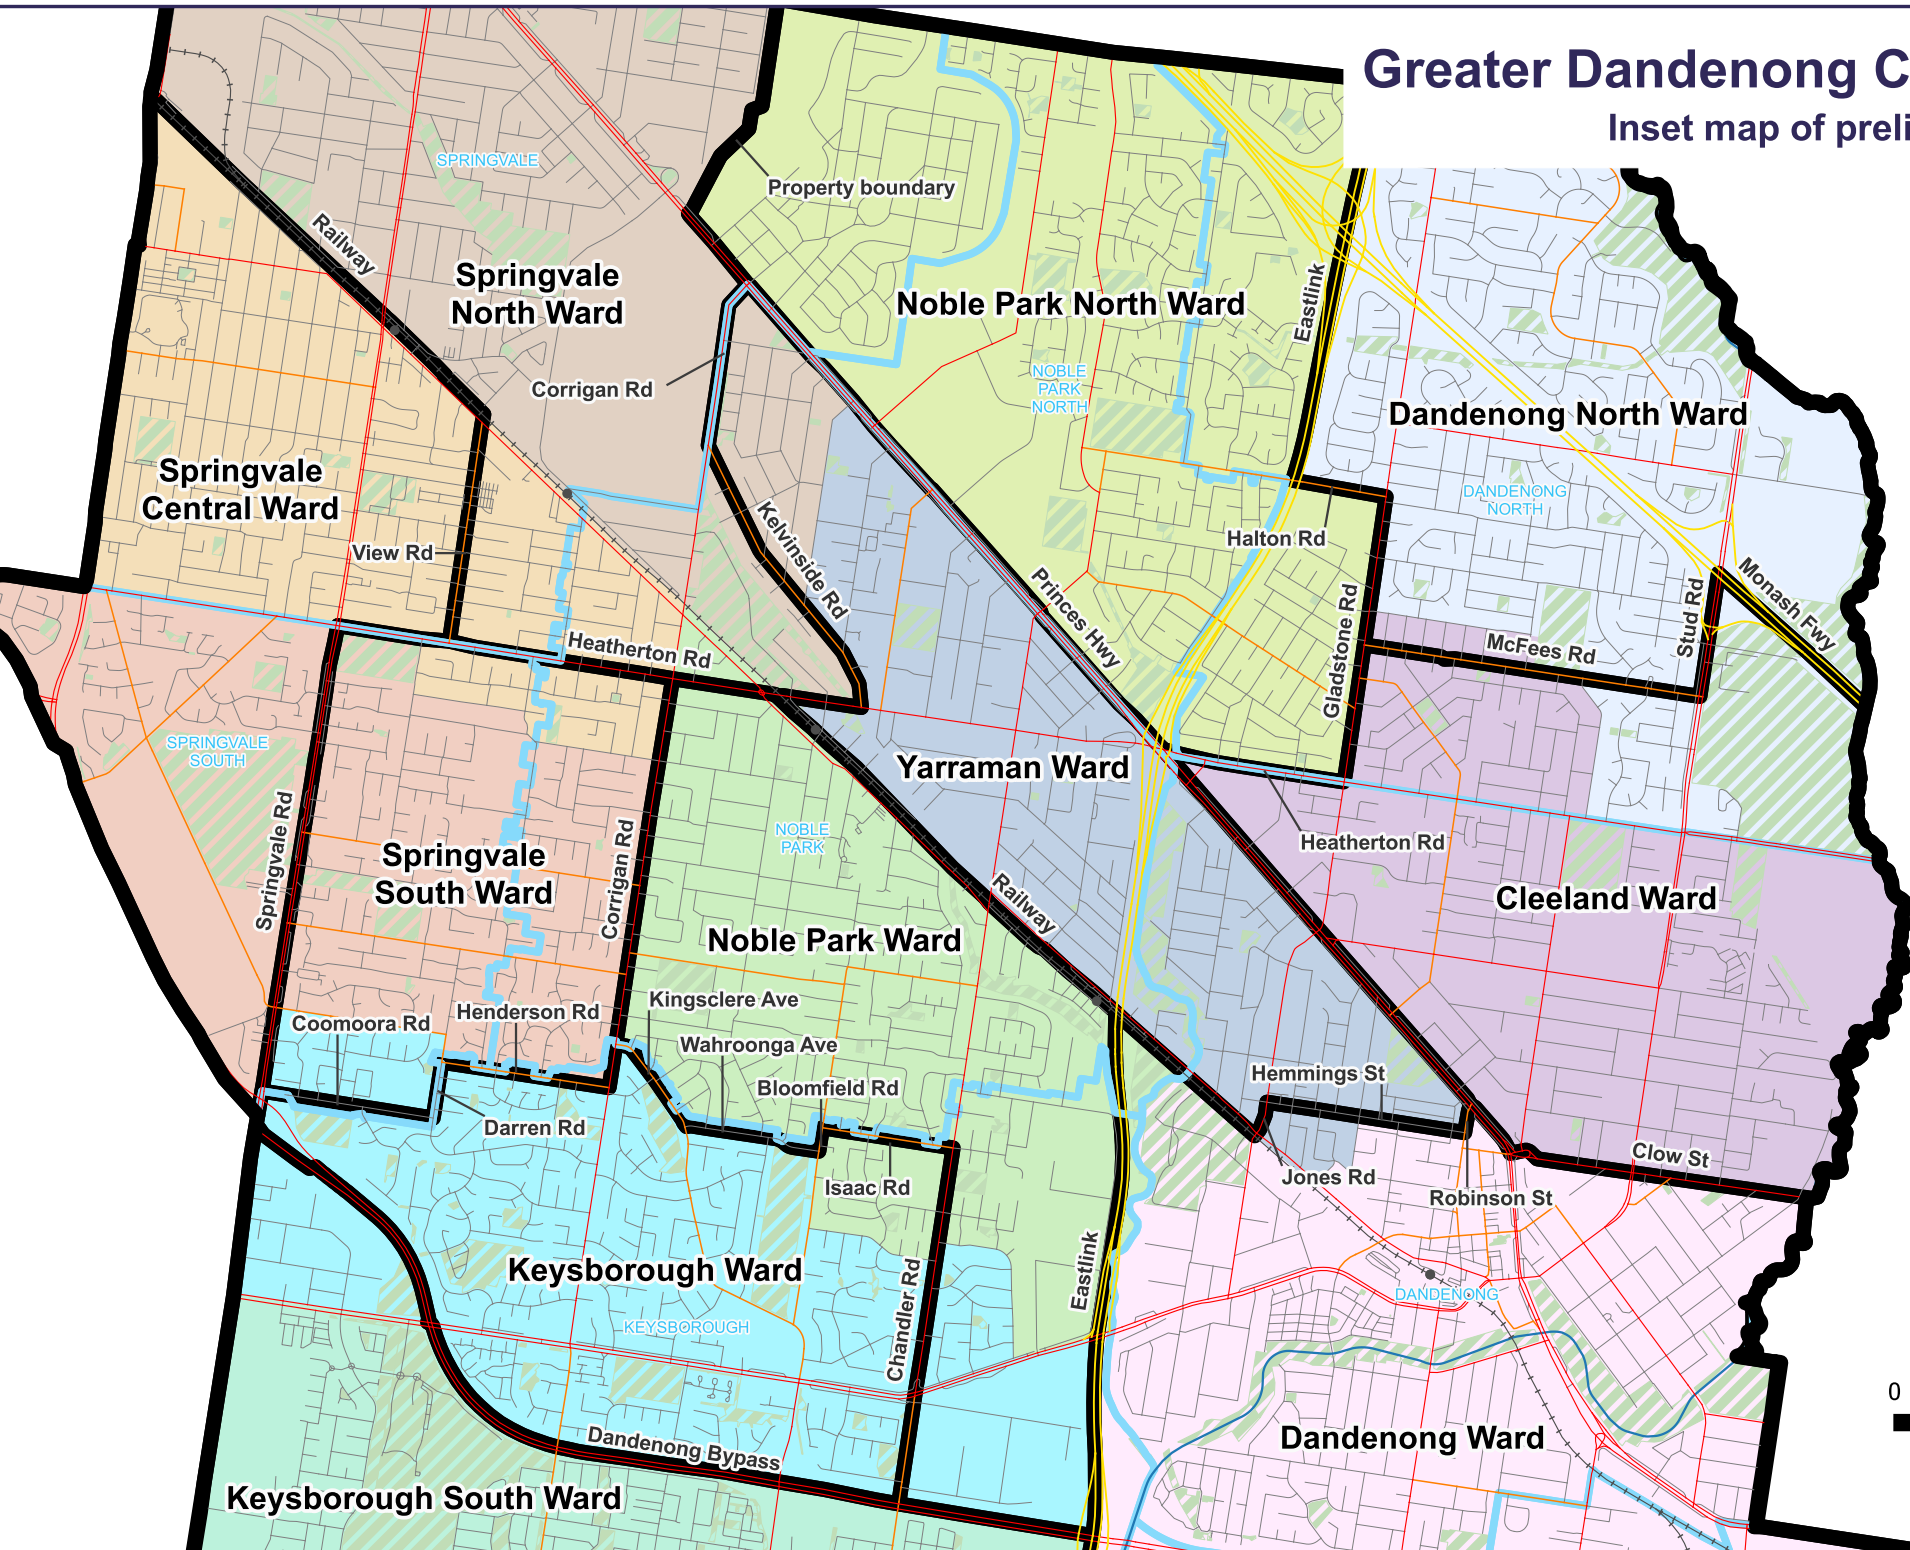 Greater Dandenong C
Inset map of preli
SPRINGVALE
Property boundary
Railway
Springvale
North Ward
Noble Park North Ward
Eastlink
Corrigan Rd
NOBLE
PARK
NORTH
Dandenong North Ward
Springvale
Central Ward
DANDENONG
NORTH
View Rd
Kelvinside Rd
Halton Rd
Princes Hwy
Gladstone Rd
Stud Rd
Monash Fwy
Heatherton Rd
McFees Rd
SPRINGVALE
SOUTH
Yarraman Ward
Springvale Rd
Corrigan Rd
NOBLE
PARK
Heatherton Rd
Springvale
South Ward
Railway
Cleeland Ward
Noble Park Ward
Kingsclere Ave
Henderson Rd
Coomoora Rd
Wahroonga Ave
Hemmings St
Bloomfield Rd
Darren Rd
Clow St
Isaac Rd
Jones Rd
Robinson St
Eastlink
Keysborough Ward
Chandler Rd
DANDENONG
KEYSBOROUGH
0
Dandenong Bypass
Dandenong Ward
Keysborough South Ward